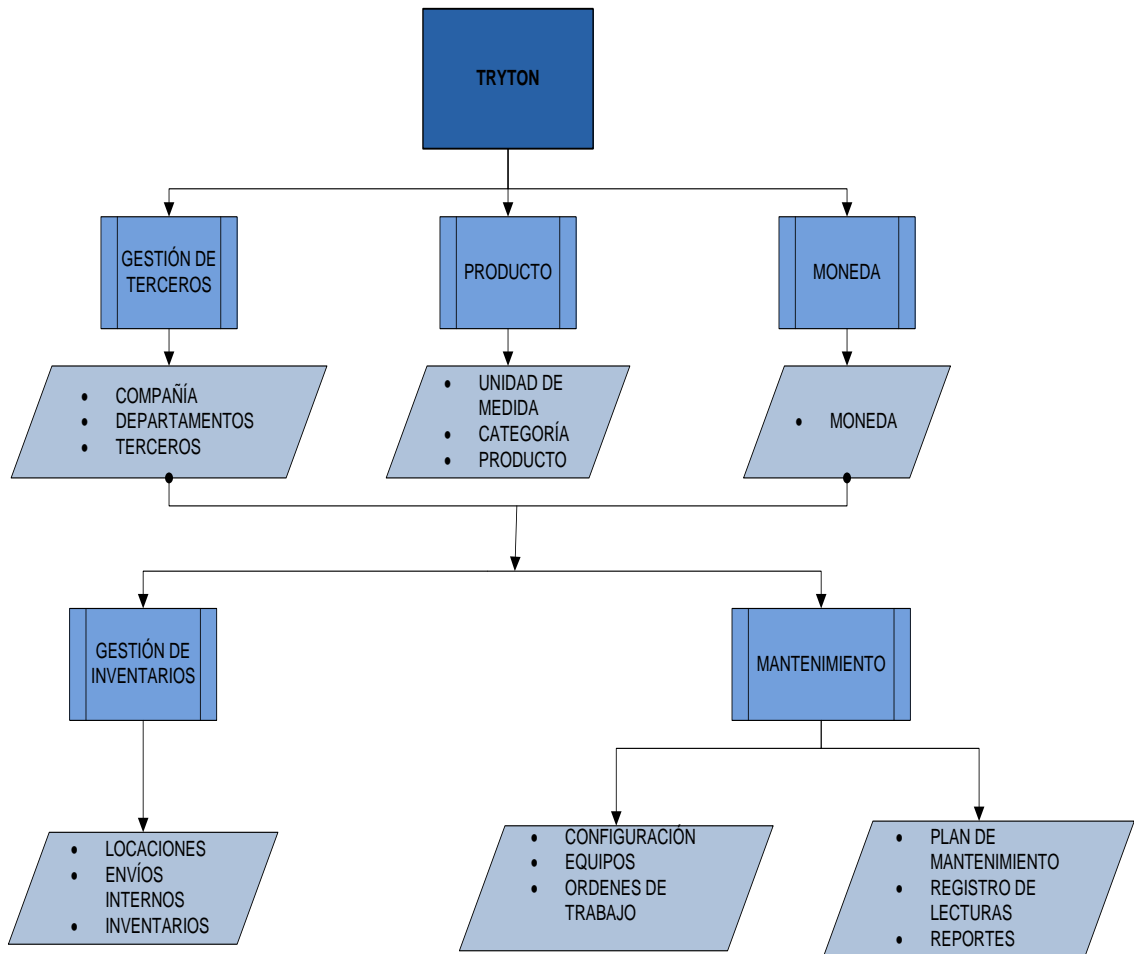 TRYTON
GESTIÓN DE
TERCEROS
PRODUCTO
MONEDA
• COMPAÑÍA
• DEPARTAMENTOS
• TERCEROS
• UNIDAD DE
MEDIDA
• CATEGORÍA
• PRODUCTO
• MONEDA
GESTIÓN DE
INVENTARIOS
MANTENIMIENTO
• LOCACIONES
• ENVÍOS
INTERNOS
• INVENTARIOS
• CONFIGURACIÓN
• EQUIPOS
• ORDENES DE
TRABAJO
• PLAN DE
MANTENIMIENTO
• REGISTRO DE
LECTURAS
• REPORTES